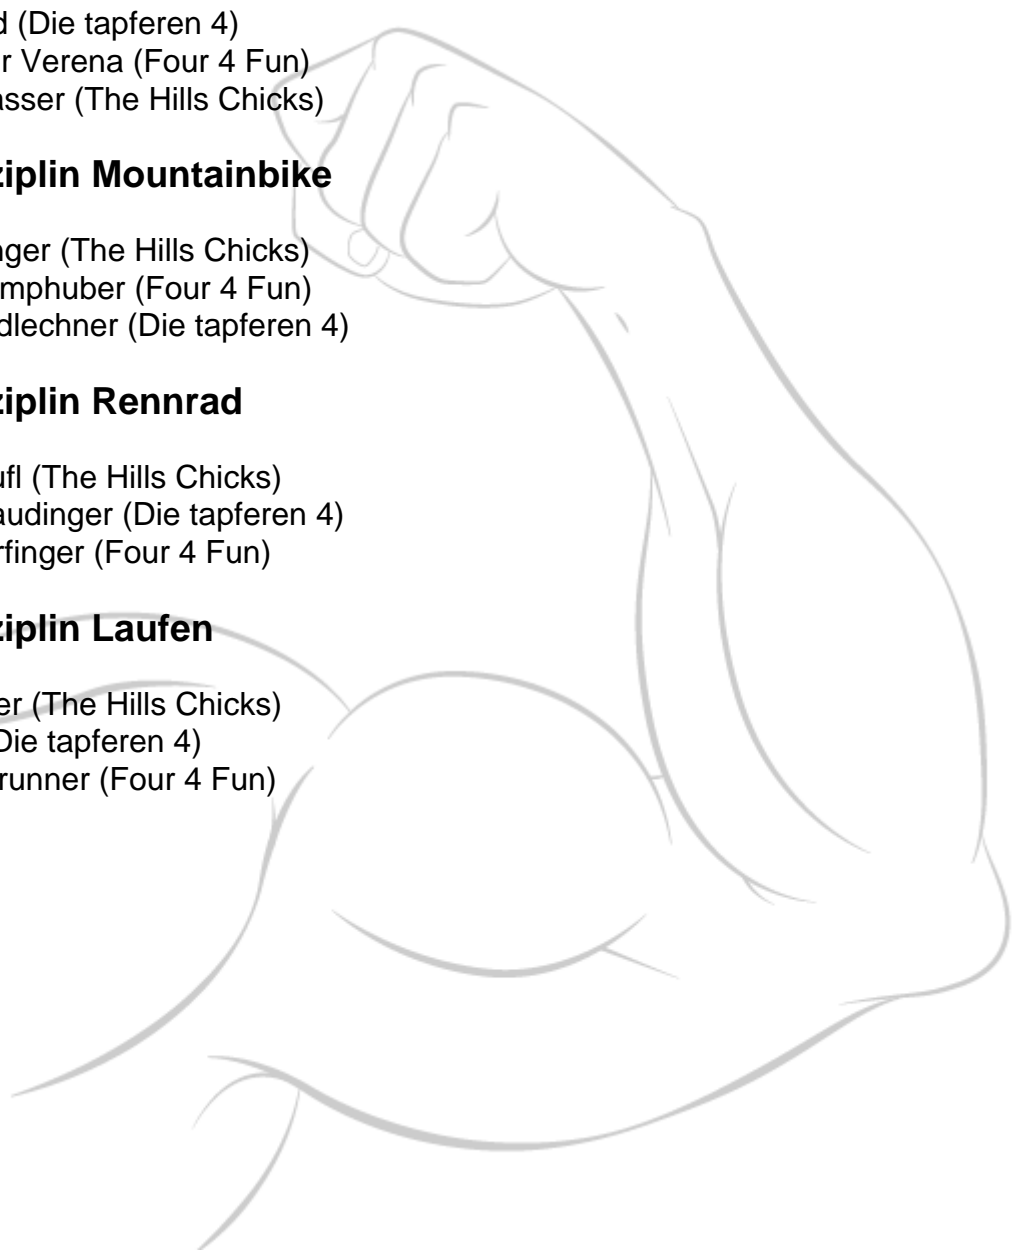 d (Die tapferen 4)
r Verena (Four 4 Fun)
asser (The Hills Chicks)
ziplin Mountainbike
nger (The Hills Chicks)
mphuber (Four 4 Fun)
dlechner (Die tapferen 4)
ziplin Rennrad
ufl (The Hills Chicks)
audinger (Die tapferen 4)
rfinger (Four 4 Fun)
ziplin Laufen
er (The Hills Chicks)
Die tapferen 4)
runner (Four 4 Fun)